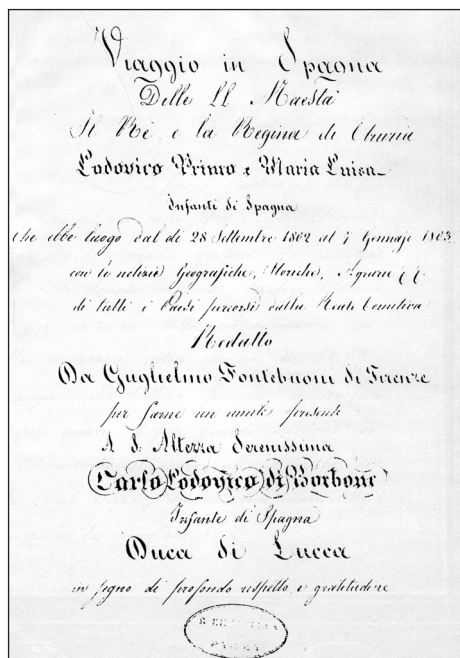 Viaggio in Spagna
Delle LL Maestà
Il Rè, e la Regina di Etruria
Lodovico Primo e Maria Luisa
Infanti di Spagna
Che ebbe luogo dal di 28 Settembre 1802 al 7 Gennajo 1803
con le notizie Geografiche, Storiche, Agrarie
di tutti i Paesi percorsi dalla Reale Comitiva
Redatto
Da Guglielmo Fontebuoni di Firenze
per farne un umile presente
A S. Altezza Serenissima
Carlo Lodovico di Borbone
Infante di Spagna
Duca di Lucca
in segno di profondo rispetto, e gratitudine
PARMA